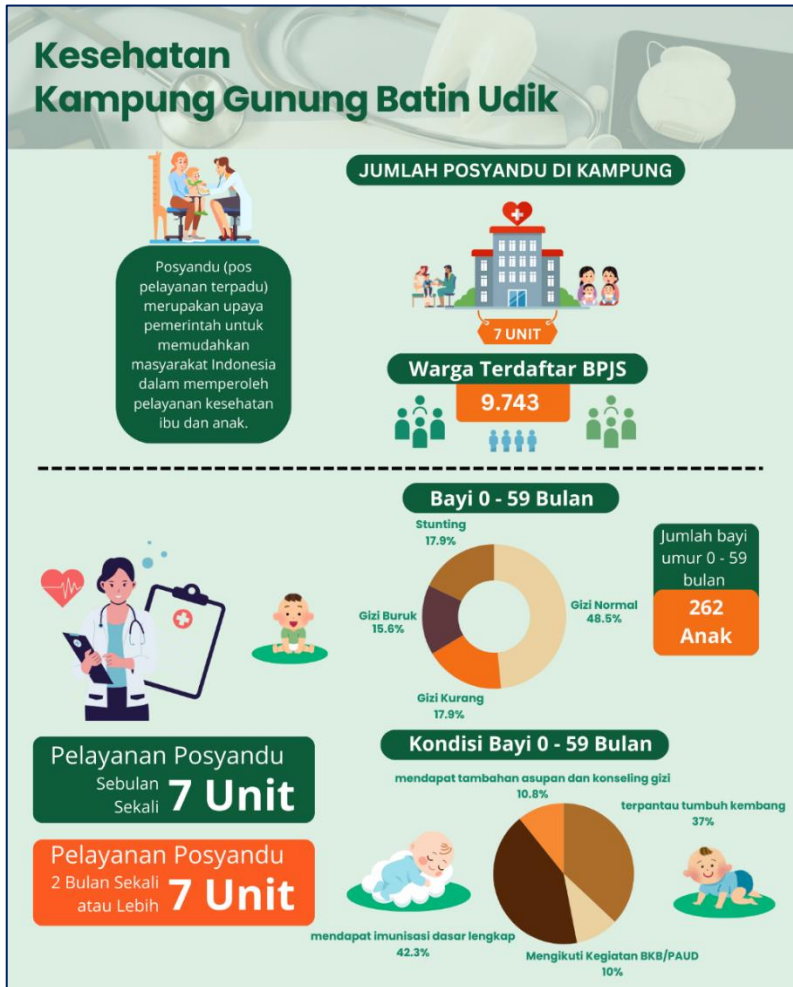 Kesehatan
Kampung Gunung Batin Udik
JUMLAH POSYANDU DI KAMPUNG
Posyandu (pos
pelayanan terpadu)
merupakan upaya
pemerintah untuk
memudahkan
masyarakat Indonesia
dalam memperoleh
pelayanan kesehatan
ibu dan anak.
7 UNIT
Warga Terdaftar BPJS
9.743
Bayi 0 - 59 Bulan
Stunting
17.9%
Gizi Buruk
15.6%
Gizi Normal
48.5%
Gizi Kurang
17.9%
Jumlah bayi
umur 0 - 59
bulan
262
Anak
Pelayanan Posyandu
Sebulan
Sekali
7 Unit
Pelayanan Posyandu
2 Bulan Sekali
atau Lebih
7 Unit
Kondisi Bayi 0 - 59 Bulan
mendapat tambahan asupan dan konseling gizi
10.8%
terpantau tumbuh kembang
37%
mendapat imunisasi dasar lengkap
42.3%
Mengikuti Kegiatan BKB/PAUD
10%